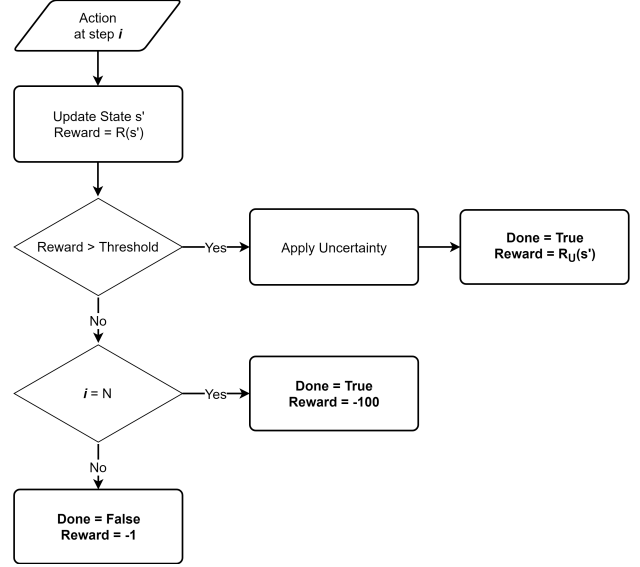 Action
at step i
Update State s'
Reward = R(s')
Reward > Threshold
Yes
Apply Uncertainty
Done = True
Reward = R_U(s')
No
i = N
Yes
Done = True
Reward = -100
No
Done = False
Reward = -1